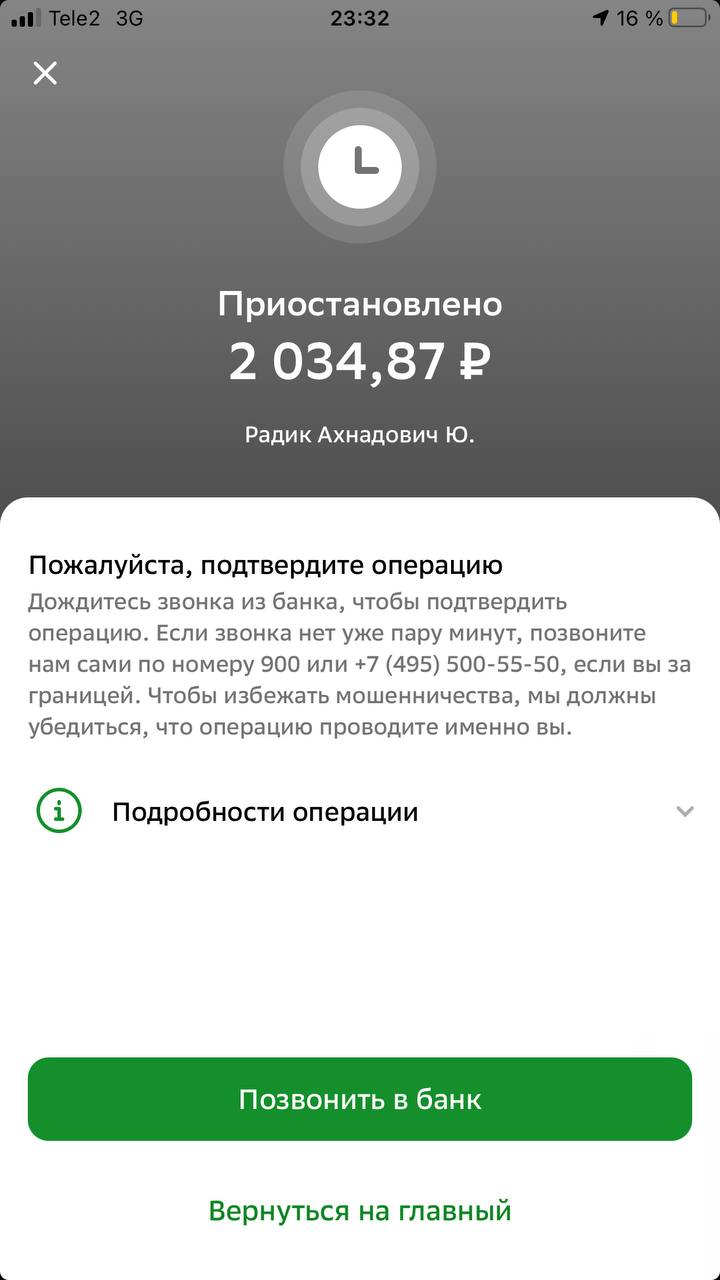 Tele2 3G 23:32 16 %
Приостановлено
2 034,87 ₽
Радик Ахнадович Ю.
Пожалуйста, подтвердите операцию
Дождитесь звонка из банка, чтобы подтвердить
операцию. Если звонка нет уже пару минут, позвоните
нам сами по номеру 900 или +7 (495) 500-55-50, если вы за
границей. Чтобы избежать мошенничества, мы должны
убедиться, что операцию проводите именно вы.
Подробности операции
Позвонить в банк
Вернуться на главный